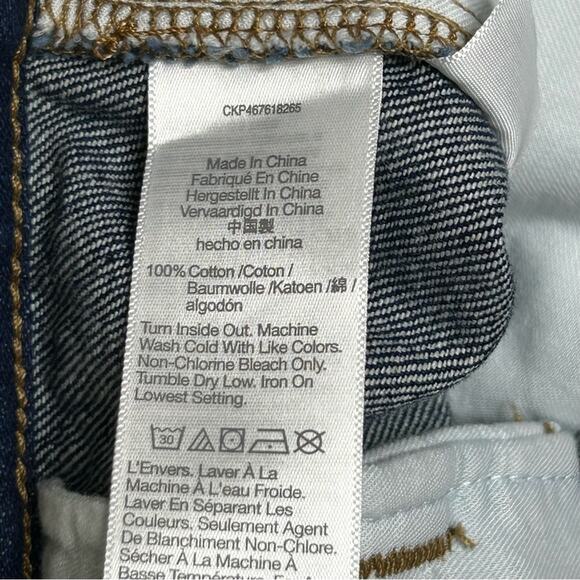 CKP467618265
Made In China
Fabriqué En Chine
Hergestellt In China
Vervaardigd In China
中国製
hecho en china
100% Cotton /Coton /
Baumwolle /Katoen /綿 /
algodón
Turn Inside Out. Machine
Wash Cold With Like Colors.
Non-Chlorine Bleach Only.
Tumble Dry Low. Iron On
Lowest Setting.
30
L'Envers. Laver À La
Machine À L'eau Froide.
Laver En Séparant Les
Couleurs. Seulement Agent
De Blanchiment Non-Chlore.
Sécher À La Machine À
Basse Température.